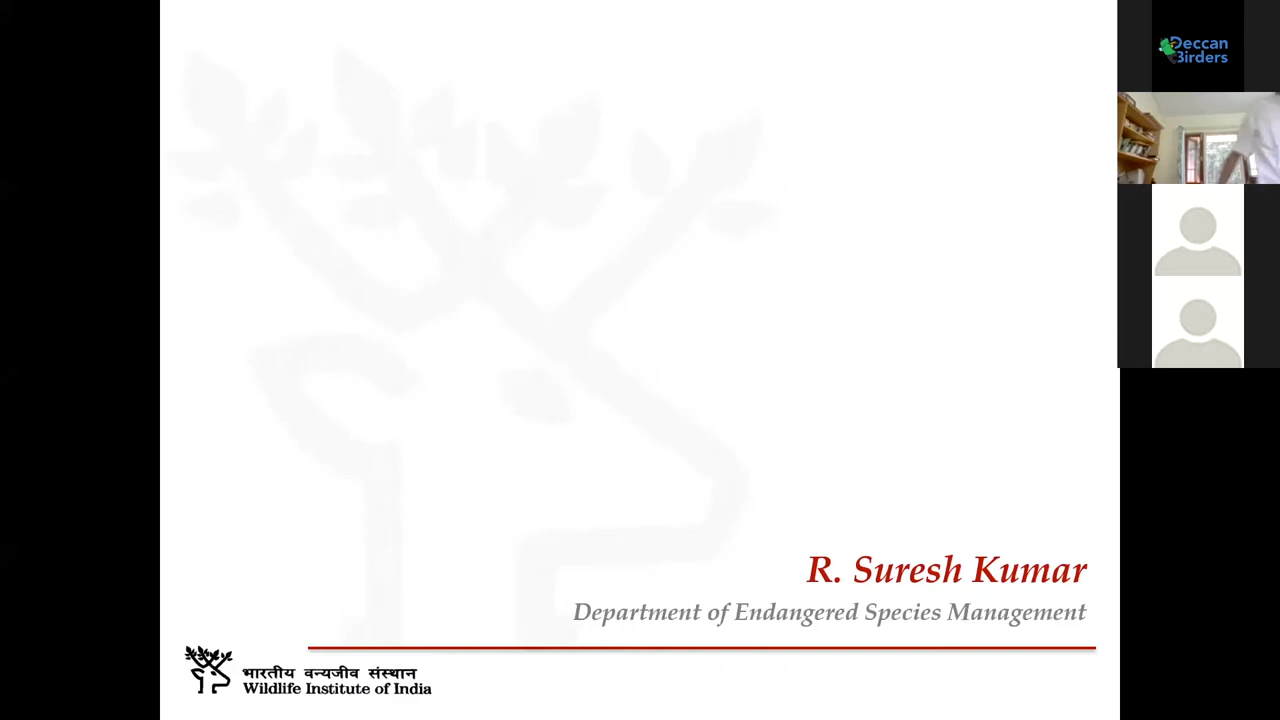 Deccan
Birders
R. Suresh Kumar
Department of Endangered Species Management
भारतीय वन्यजीव संस्थान
Wildlife Institute of India